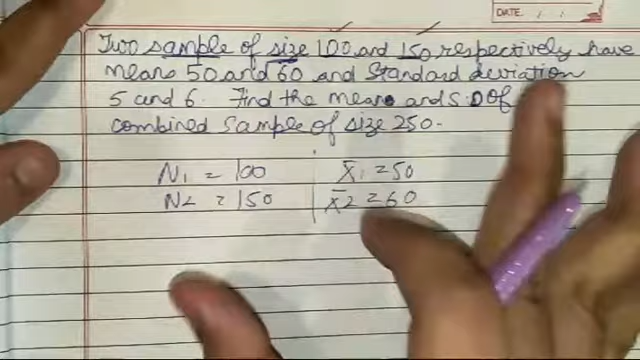 DATE.
Two sample of size 100 and 150 respectively have
means 50 and 60 and Standard deviation
5 and 6. Find the mean and S.D of
combined sample of size 250.
N1 = 100 x̄1 = 50
N2 = 150 x̄2 = 60